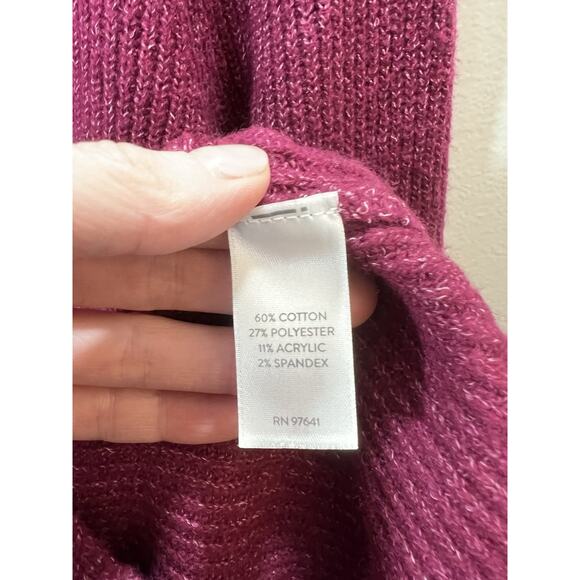 60% COTTON
27% POLYESTER
11% ACRYLIC
2% SPANDEX
RN 97641